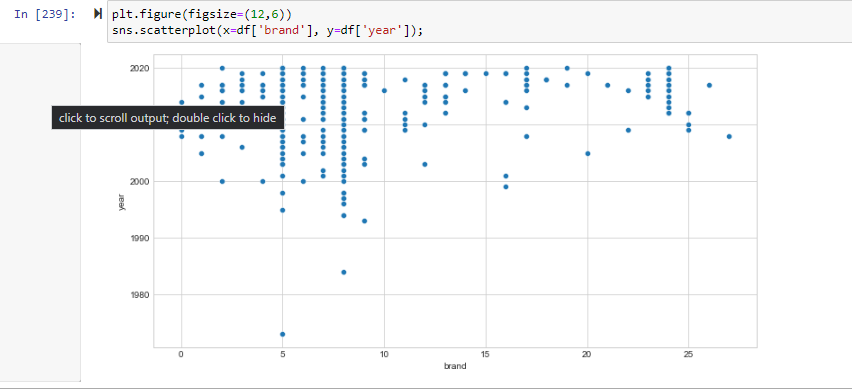 In [239]:
plt.figure(figsize=(12,6))
sns.scatterplot(x=df['brand'], y=df['year']);
2020
click to scroll output; double click to hide
2000
year
1990
1980
0 5 10 15 20 25
brand